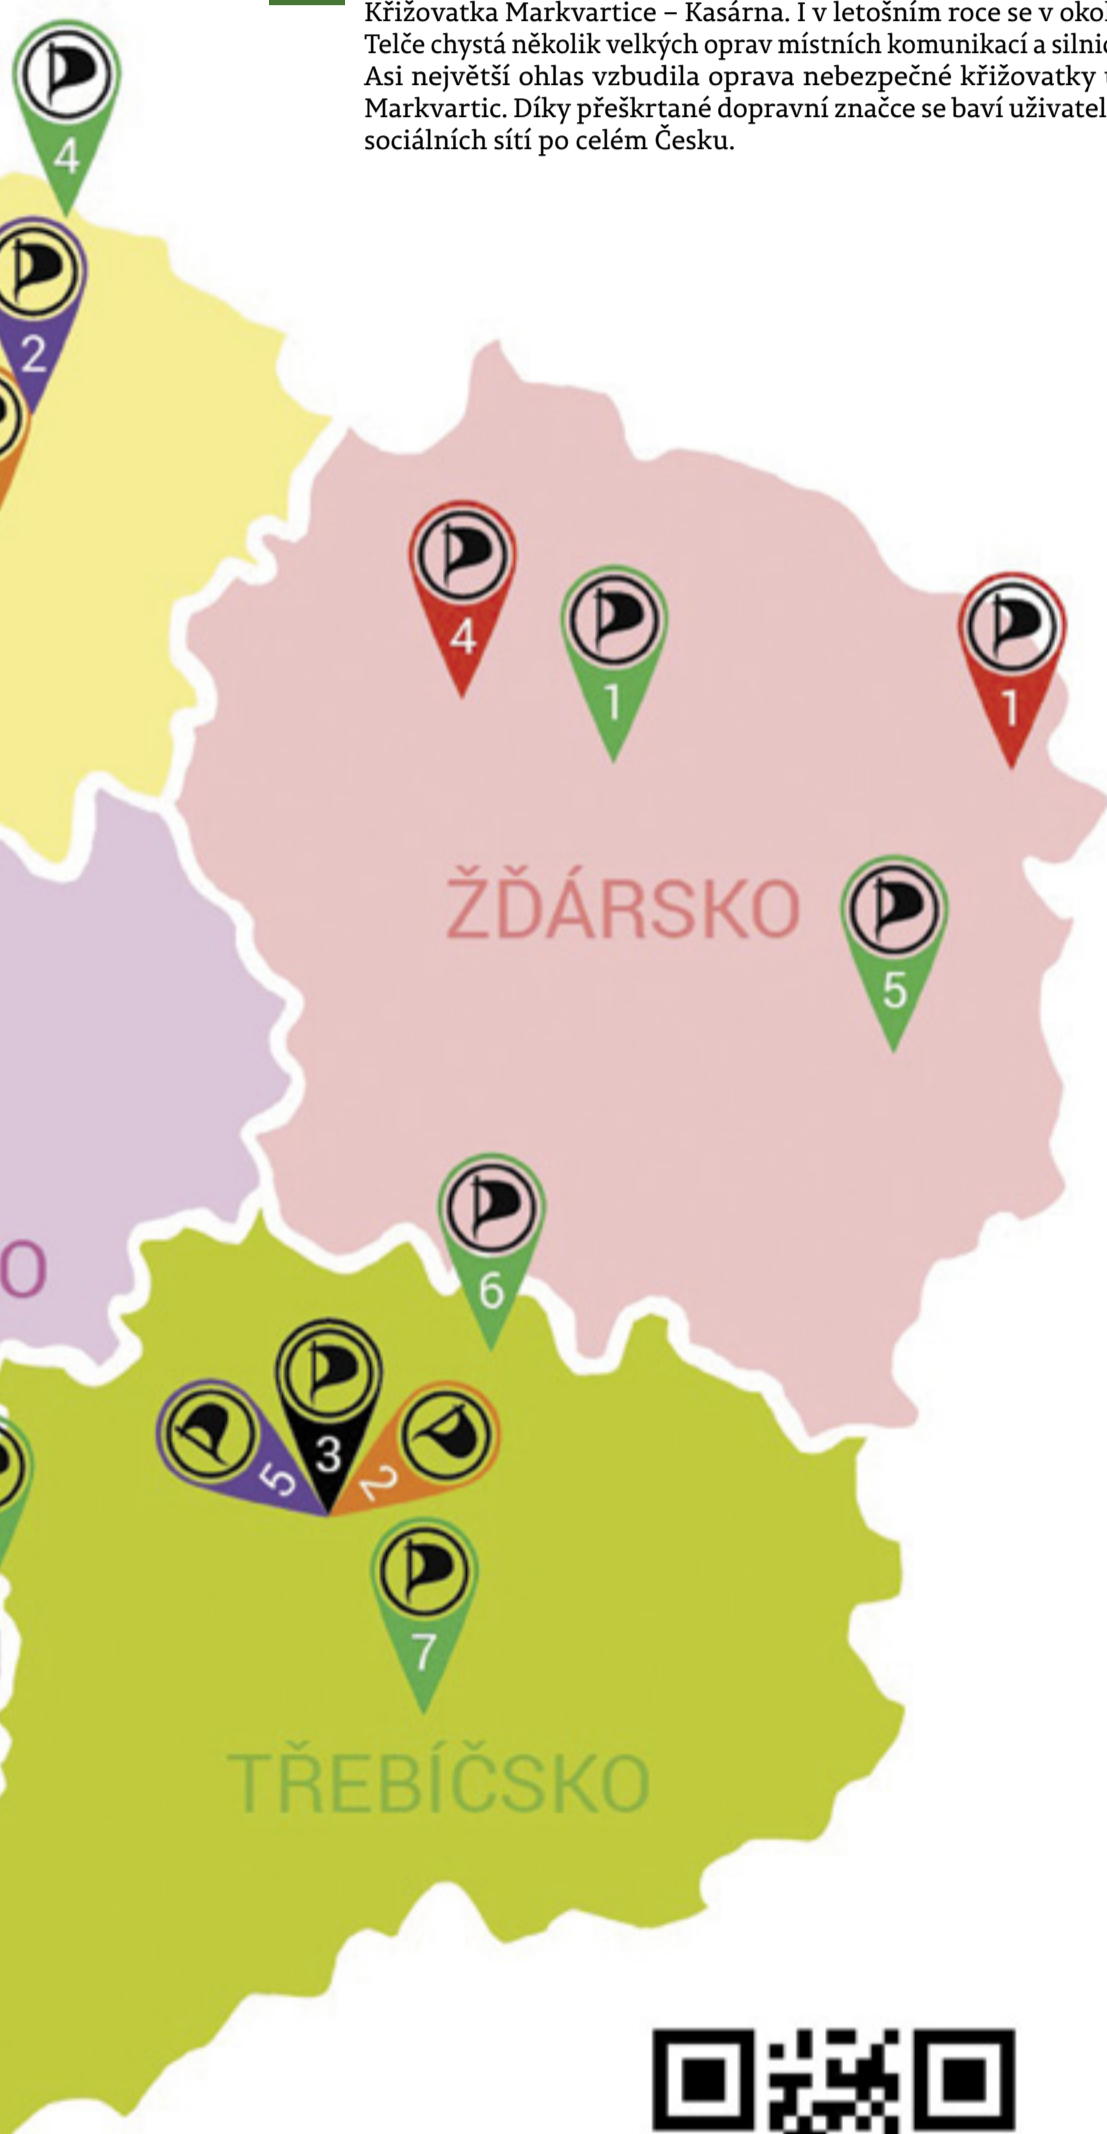 Křižovatka Markvartice – Kasárna. I v letošním roce se v okol
Telče chystá několik velkých oprav místních komunikací a silnic
Asi největší ohlas vzbudila oprava nebezpečné křižovatky u
Markvartic. Díky přeškrtané dopravní značce se baví uživatel
sociálních sítí po celém Česku.
4
2
4
1
1
ŽĎÁRSKO
5
6
O
5
3
2
7
TŘEBÍČSKO